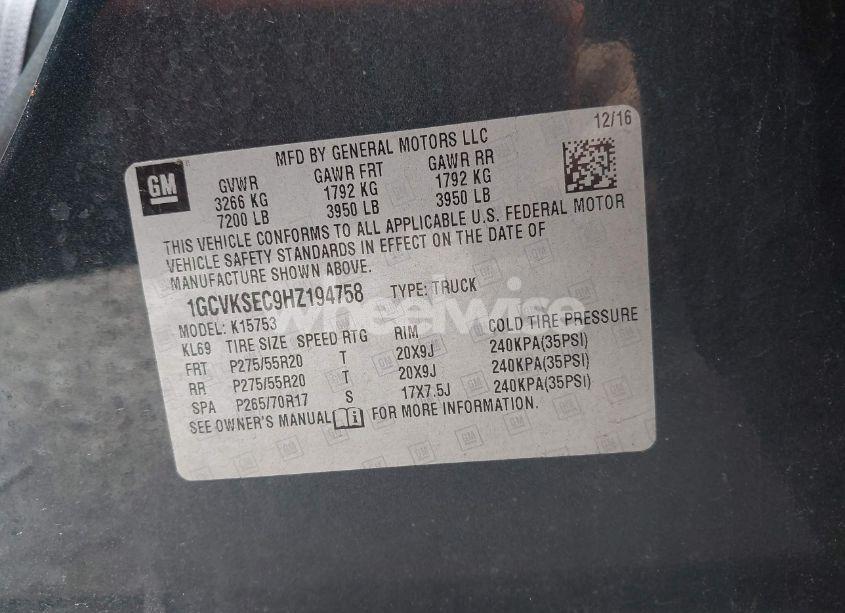 12/16
MFD BY GENERAL MOTORS LLC
GM
GVWR GAWR FRT GAWR RR
3266 KG 1792 KG 1792 KG
7200 LB 3950 LB 3950 LB
THIS VEHICLE CONFORMS TO ALL APPLICABLE U.S. FEDERAL MOTOR
VEHICLE SAFETY STANDARDS IN EFFECT ON THE DATE OF
MANUFACTURE SHOWN ABOVE.
1GCVKSEC9HZ194758 TYPE: TRUCK
wheelwise
MODEL: K15753
KL69 TIRE SIZE SPEED RTG RIM COLD TIRE PRESSURE
FRT P275/55R20 T 20X9J 240KPA(35PSI)
RR P275/55R20 T 20X9J 240KPA(35PSI)
SPA P265/70R17 S 17X7.5J 240KPA(35PSI)
SEE OWNER'S MANUAL FOR MORE INFORMATION.